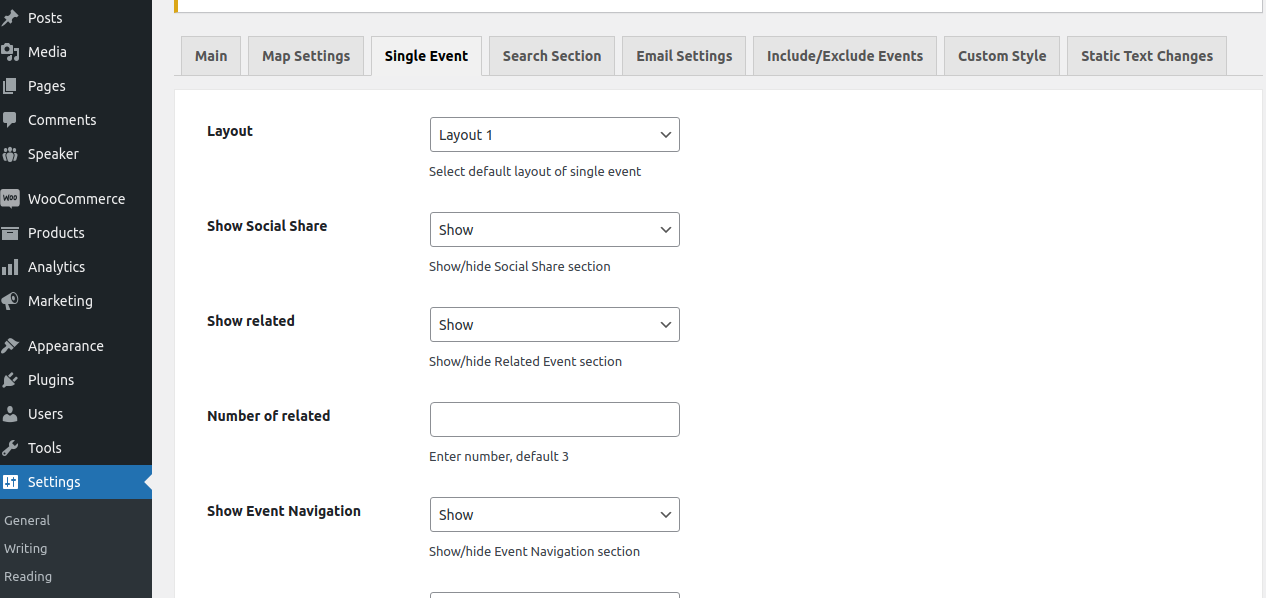 Posts
Media
Pages
Comments
Speaker
WooCommerce
Products
Analytics
Marketing
Appearance
Plugins
Users
Tools
Settings
General
Writing
Reading
Main Map Settings Single Event Search Section Email Settings Include/Exclude Events Custom Style Static Text Changes
Layout Layout 1
Select default layout of single event
Show Social Share Show
Show/hide Social Share section
Show related Show
Show/hide Related Event section
Number of related
Enter number, default 3
Show Event Navigation Show
Show/hide Event Navigation section